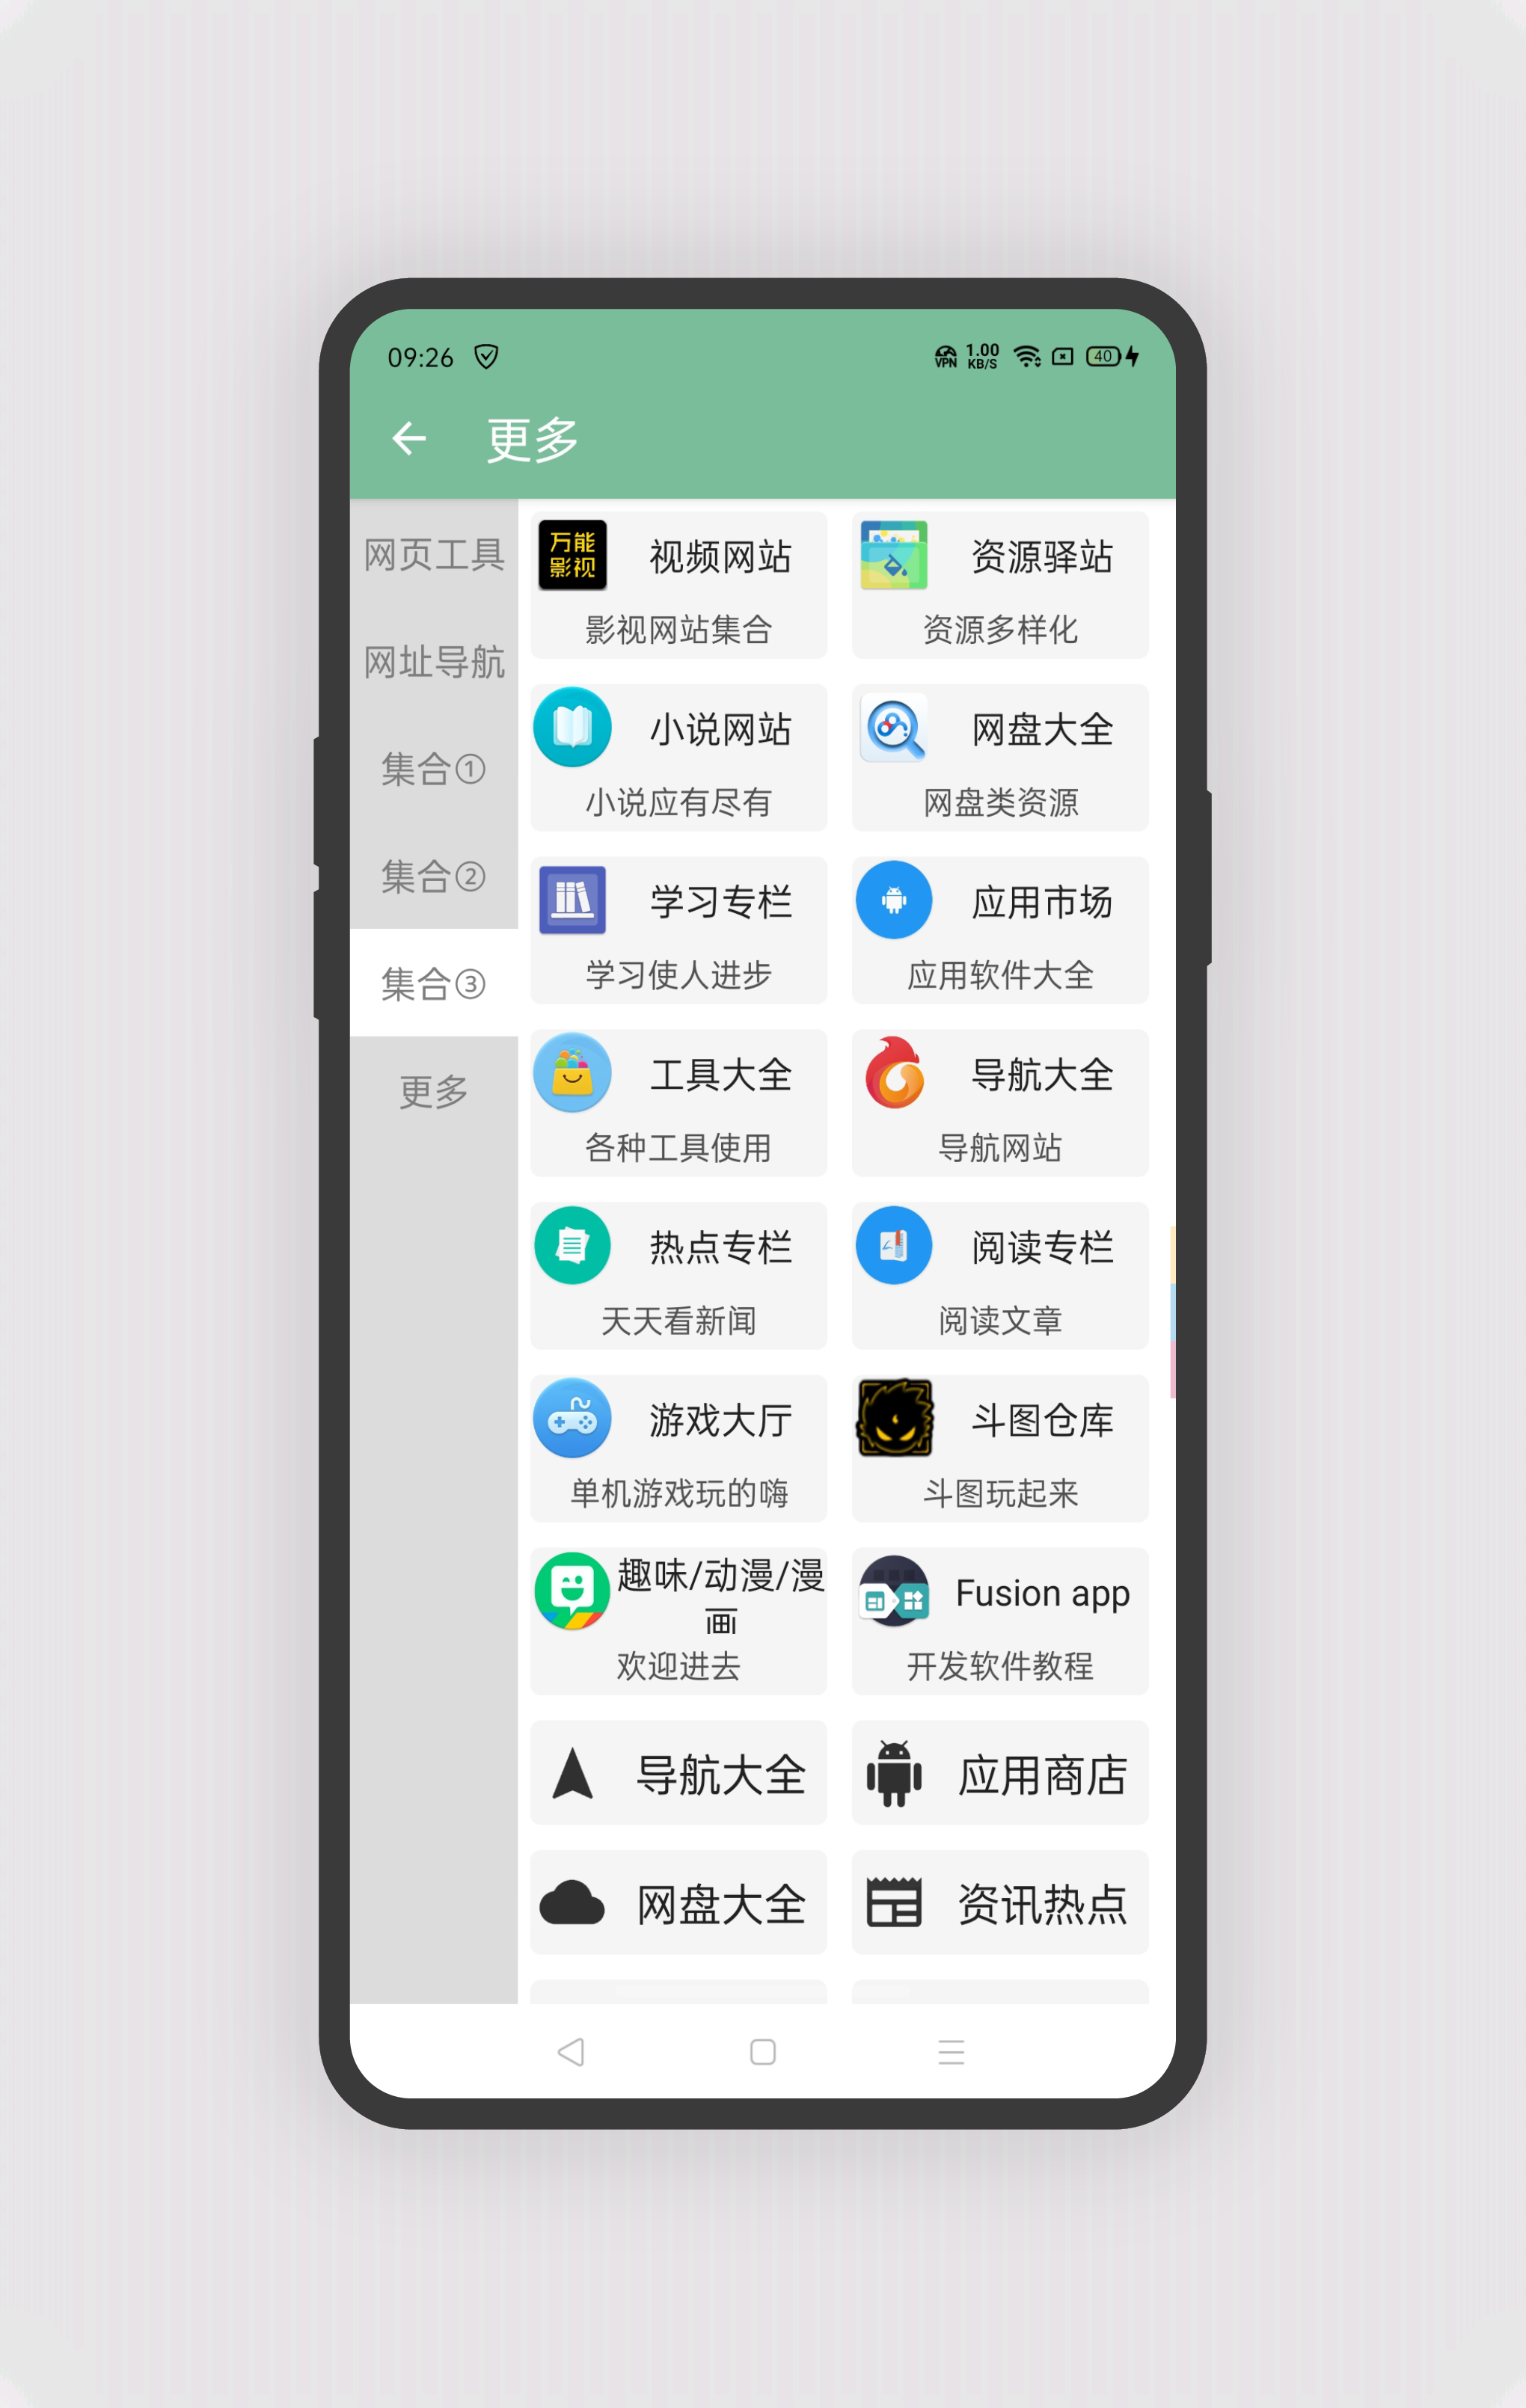 09:26
VPN
1.00
KB/S
40
更多
网页工具
网址导航
集合①
集合②
集合③
更多
万能
影视
视频网站
影视网站集合
资源驿站
资源多样化
小说网站
小说应有尽有
网盘大全
网盘类资源
学习专栏
学习使人进步
应用市场
应用软件大全
工具大全
各种工具使用
导航大全
导航网站
热点专栏
天天看新闻
阅读专栏
阅读文章
游戏大厅
单机游戏玩的嗨
斗图仓库
斗图玩起来
趣味/动漫/漫
画
欢迎进去
Fusion app
开发软件教程
导航大全
应用商店
网盘大全
资讯热点